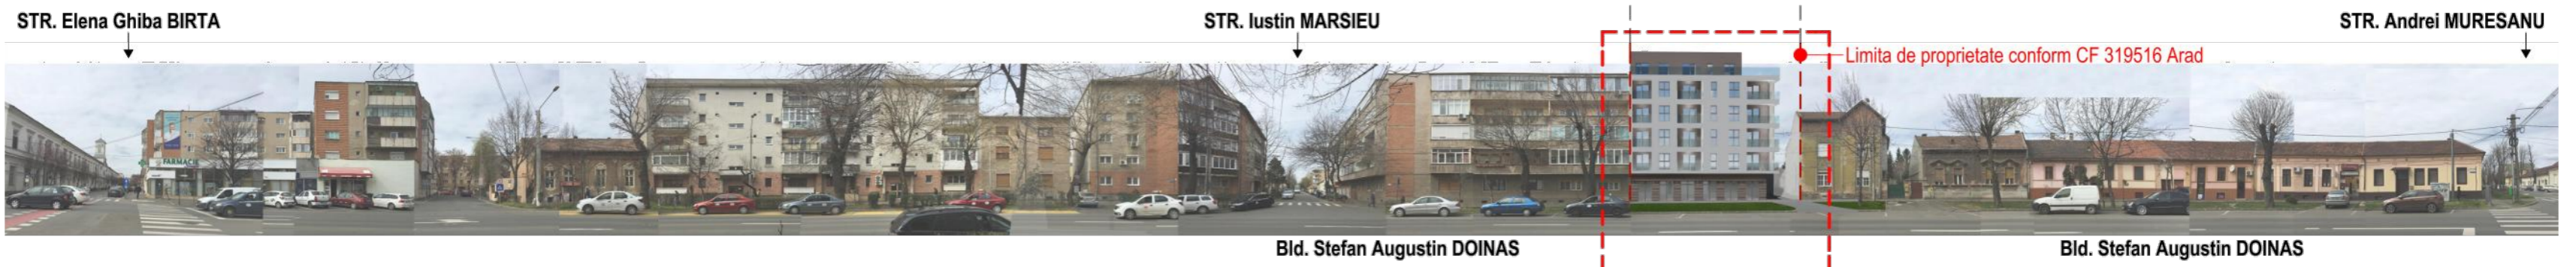 STR. Elena Ghiba BIRTA
STR. Iustin MARSIEU
STR. Andrei MURESANU
Limita de proprietate conform CF 319516 Arad
FARMACIE
Bld. Stefan Augustin DOINAS
Bld. Stefan Augustin DOINAS